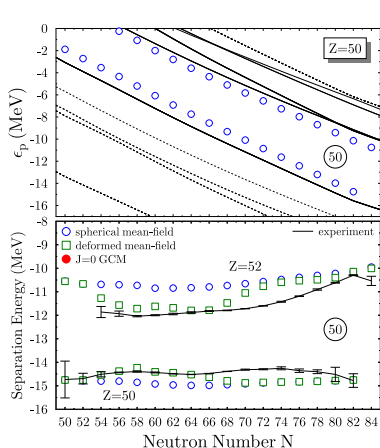 0
-2
-4
-6
-8
-10
-12
-14
-16
ϵp (MeV)
Z=50
50
-8
-9
-10
-11
-12
-13
-14
-15
-16
Separation Energy (MeV)
spherical mean-field
deformed mean-field
J=0 GCM
experiment
Z=52
50
Z=50
50 52 54 56 58 60 62 64 66 68 70 72 74 76 78 80 82 84
Neutron Number N